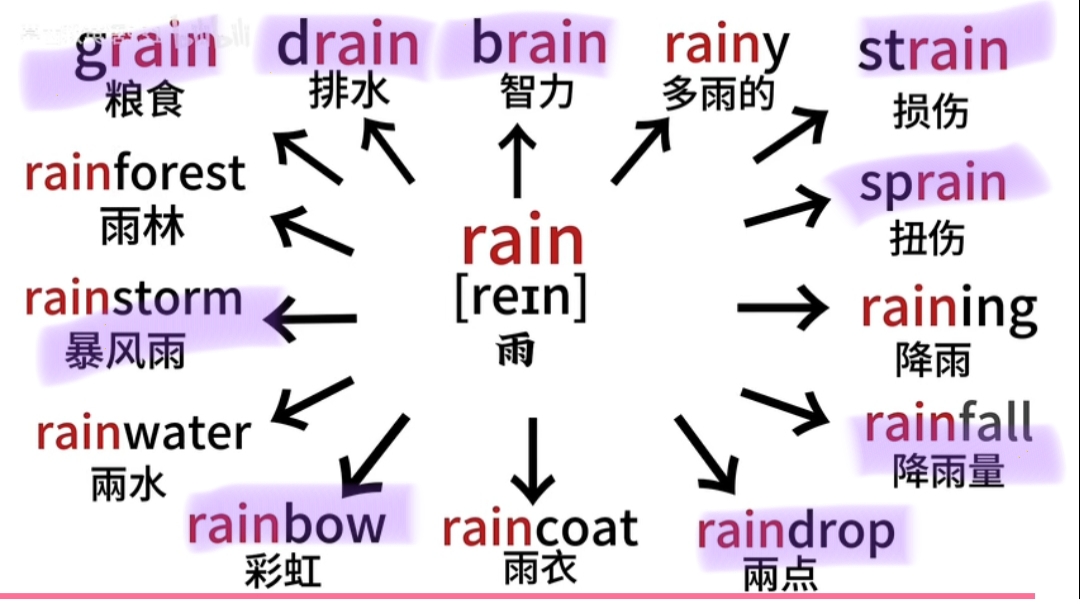 grain
粮食
drain
排水
brain
智力
rainy
多雨的
strain
损伤
rainforest
雨林
sprain
扭伤
rain
[reɪn]
雨
rainstorm
暴风雨
raining
降雨
rainwater
雨水
rainfall
降雨量
rainbow
彩虹
raincoat
雨衣
raindrop
雨点